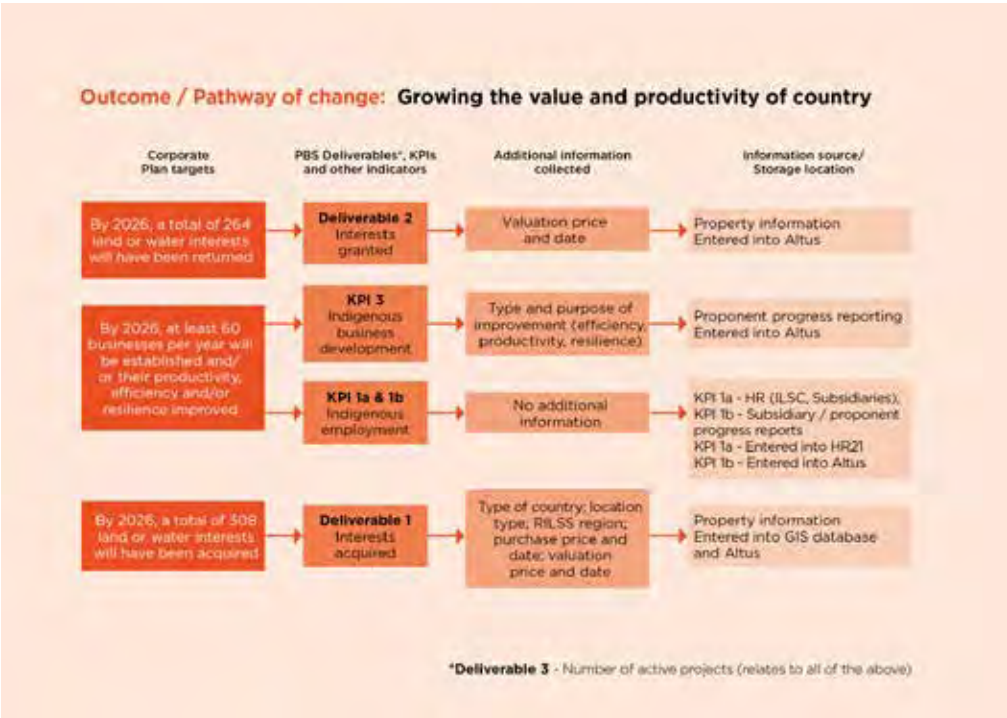 Outcome / Pathway of change: Growing the value and productivity of country
Corporate
Plan targets
PBS Deliverables*, KPIs
and other indicators
Additional information
collected
Information source/
Storage location
By 2026, a total of 264
land or water interests
will have been returned
Deliverable 2
Interests
granted
Valuation price
and date
Property information
Entered into Altus
By 2026, at least 60
businesses per year will
be established and/
or their productivity,
efficiency and/or
resilience improved
KPI 3
Indigenous
business
development
Type and purpose of
improvement (efficiency,
productivity, resilience)
Proponent progress reporting
Entered into Altus
KPI 1a & 1b
Indigenous
employment
No additional
information
KPI 1a - HR (ILSC, Subsidiaries),
KPI 1b - Subsidiary / proponent
progress reports
KPI 1a - Entered into HR21
KPI 1b - Entered into Altus
By 2026, a total of 308
land or water interests
will have been acquired
Deliverable 1
Interests
acquired
Type of country; location
type; RILSS region;
purchase price and
date; valuation
price and date
Property information
Entered into GIS database
and Altus
*Deliverable 3 - Number of active projects (relates to all of the above)